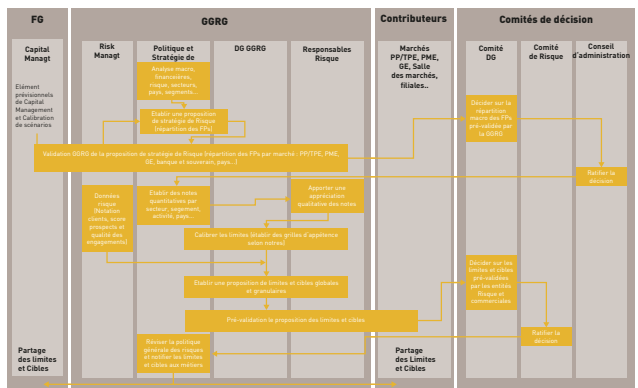 FG
GGRG
Contributeurs
Comités de décision
Capital
Managt
Risk
Managt
Politique et
Stratégie de
DG GGRG
Responsables
Risque
Marchés
PP/TPE, PME,
GE, Salle
des marchés,
filiales..
Comité
DG
Comité
de Risque
Conseil
d'administration
Elément
prévisionnels
de Capital
Management
et Calibration
de scénarios
Analyse macro,
financières,
risque, secteurs,
pays, segments...
Etablir une proposition
de stratégie de Risque
(répartition des FPs)
Décider sur la
répartition
macro des FPs
pré-validée par
la GGRG
Validation GGRG de la proposition de stratégie de Risque (répartition des FPs par marché : PP/TPE, PME,
GE, banque et souverain, pays...)
Ratifier la
décision
Données
risque
(Notation
clients, score
prospects et
qualité des
engagements)
Etablir des notes
quantitatives par
secteur, segement,
activité, pays...
Apporter une
appréciation
qualitative des notes
Calibrer les limites (établir des grilles d'appétence
selon notres)
Etablir une proposition de limites et cibles globales
et granulaires
Décider sur les
limites et cibles
pré-validées
par les entités
Risque et
commerciales
Pré-validation le proposition des limites et cibles
Ratifier la
décision
Réviser la politique
générale des risques
et notifier les limites
et cibles aux métiers
Partage
des limites
et Cibles
Partage
des Limites
et Cibles